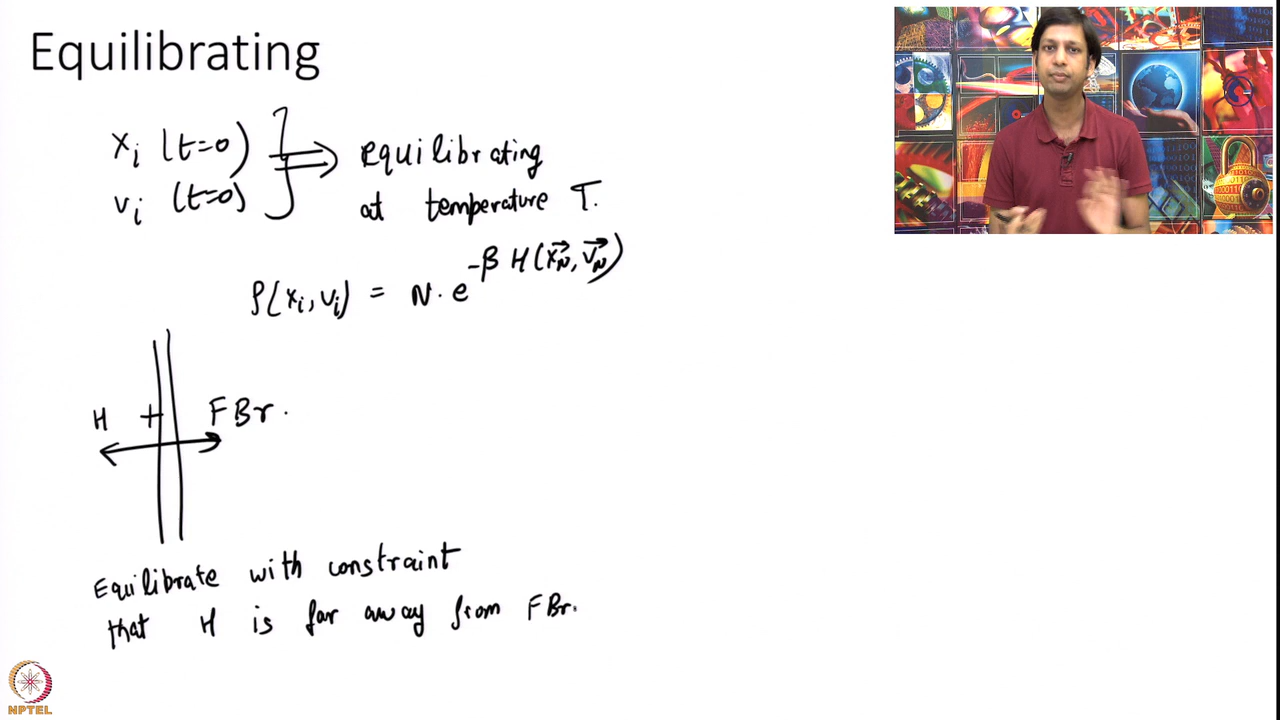 Equilibrating
xi (t=0)
vi (t=0)
equilibrating
at temperature T.
ρ(xi, vi) = N. e^-β H(x⃗N, v⃗N)
H + FBr.
Equilibrate with constraint
that H is far away from FBr.
NPTEL